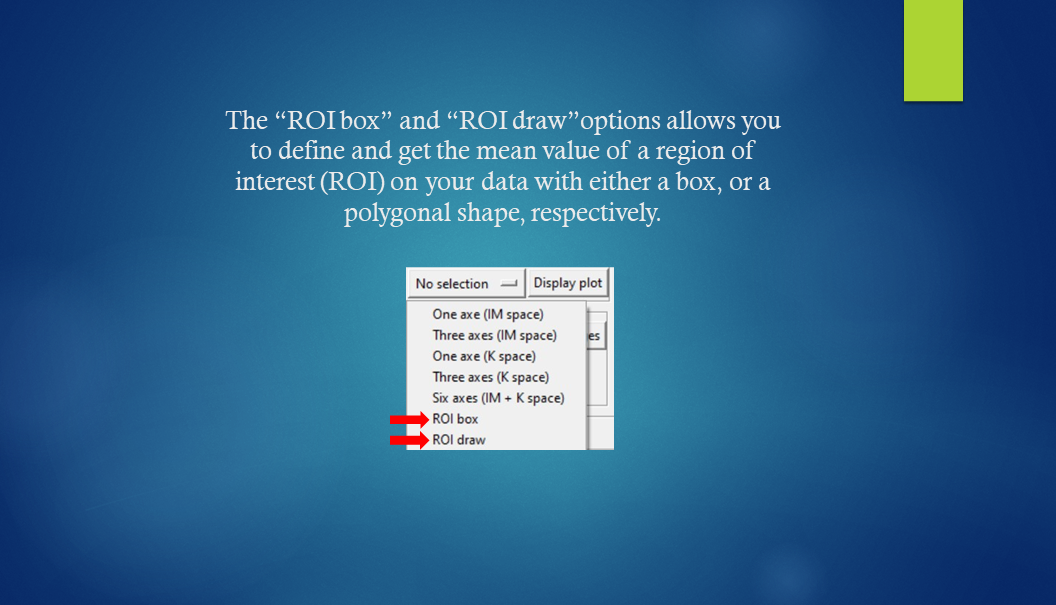 The “ROI box” and “ROI draw”options allows you
to define and get the mean value of a region of
interest (ROI) on your data with either a box, or a
polygonal shape, respectively.
No selection Display plot
One axe (IM space)
Three axes (IM space)
es
One axe (K space)
Three axes (K space)
Six axes (IM + K space)
ROI box
ROI draw